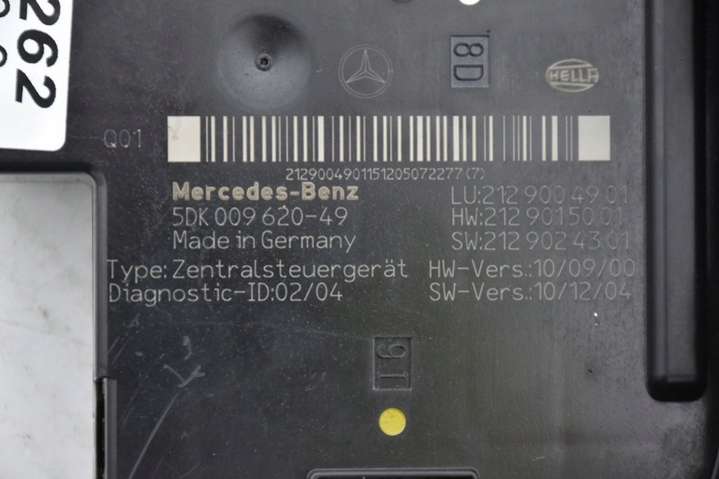 262
8D
HELLA
Q01
2129004901151205072277(7)
Mercedes-Benz
LU:212 900 49 01
5DK 009 620-49
HW:212 901 50 01
Made in Germany
SW:212 902 43 01
Type: Zentralsteuergerät
HW-Vers.:10/09/00
Diagnostic-ID:02/04
SW-Vers.:10/12/04